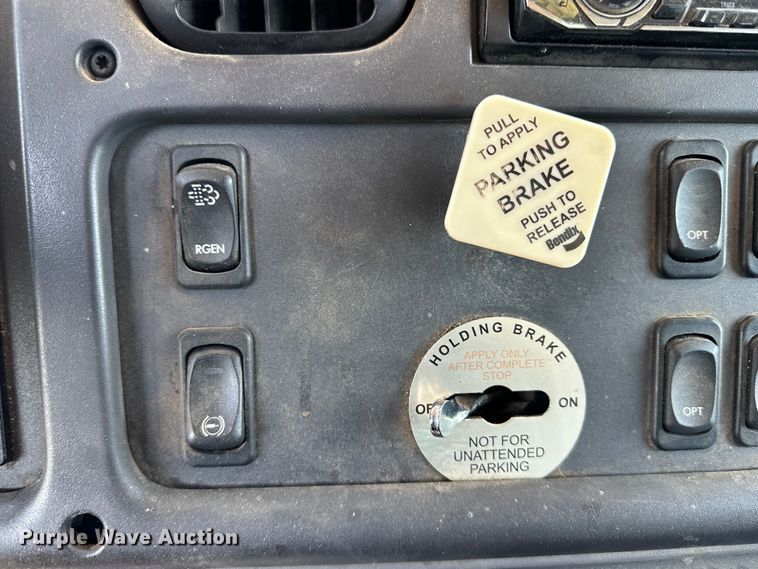 TRACK
PULL
TO APPLY
PARKING
BRAKE
PUSH TO
RELEASE
Bendix
RGEN
OPT
HOLDING BRAKE
APPLY ONLY
AFTER COMPLETE
STOP
ON
NOT FOR
UNATTENDED
PARKING
OPT
Purple Wave Auction